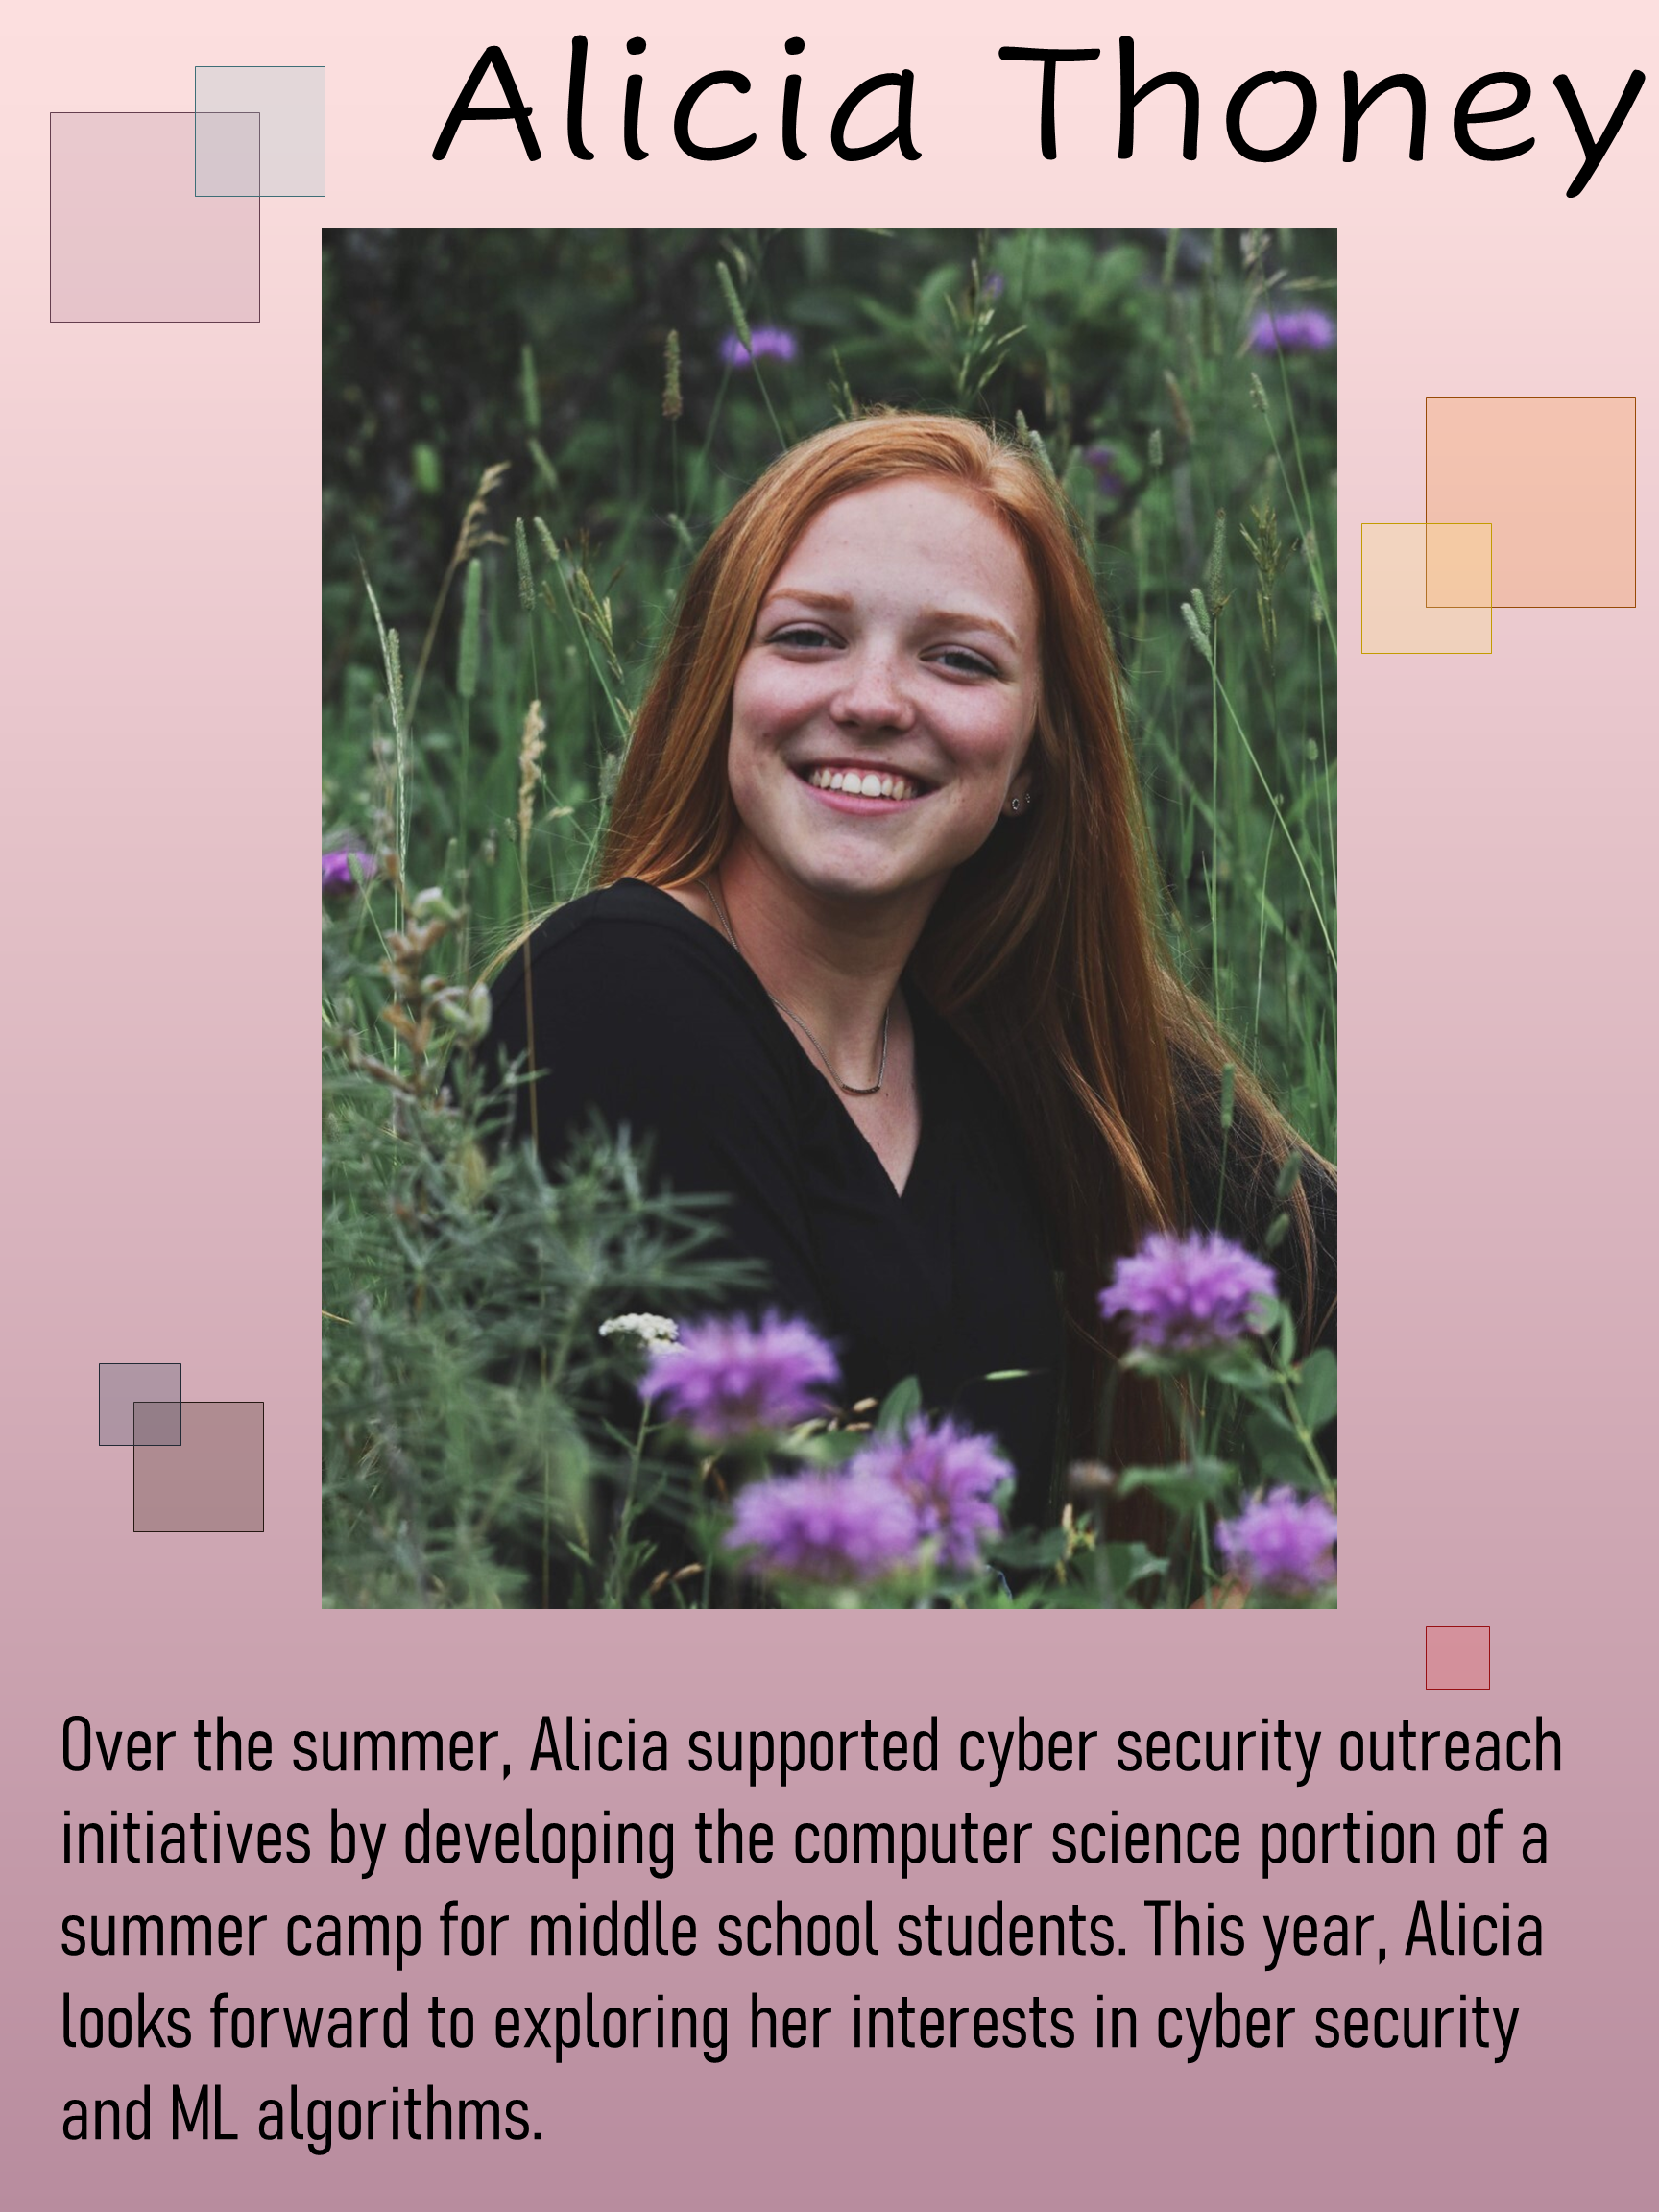 Alicia Thoney
Over the summer, Alicia supported cyber security outreach
initiatives by developing the computer science portion of a
summer camp for middle school students. This year, Alicia
looks forward to exploring her interests in cyber security
and ML algorithms.